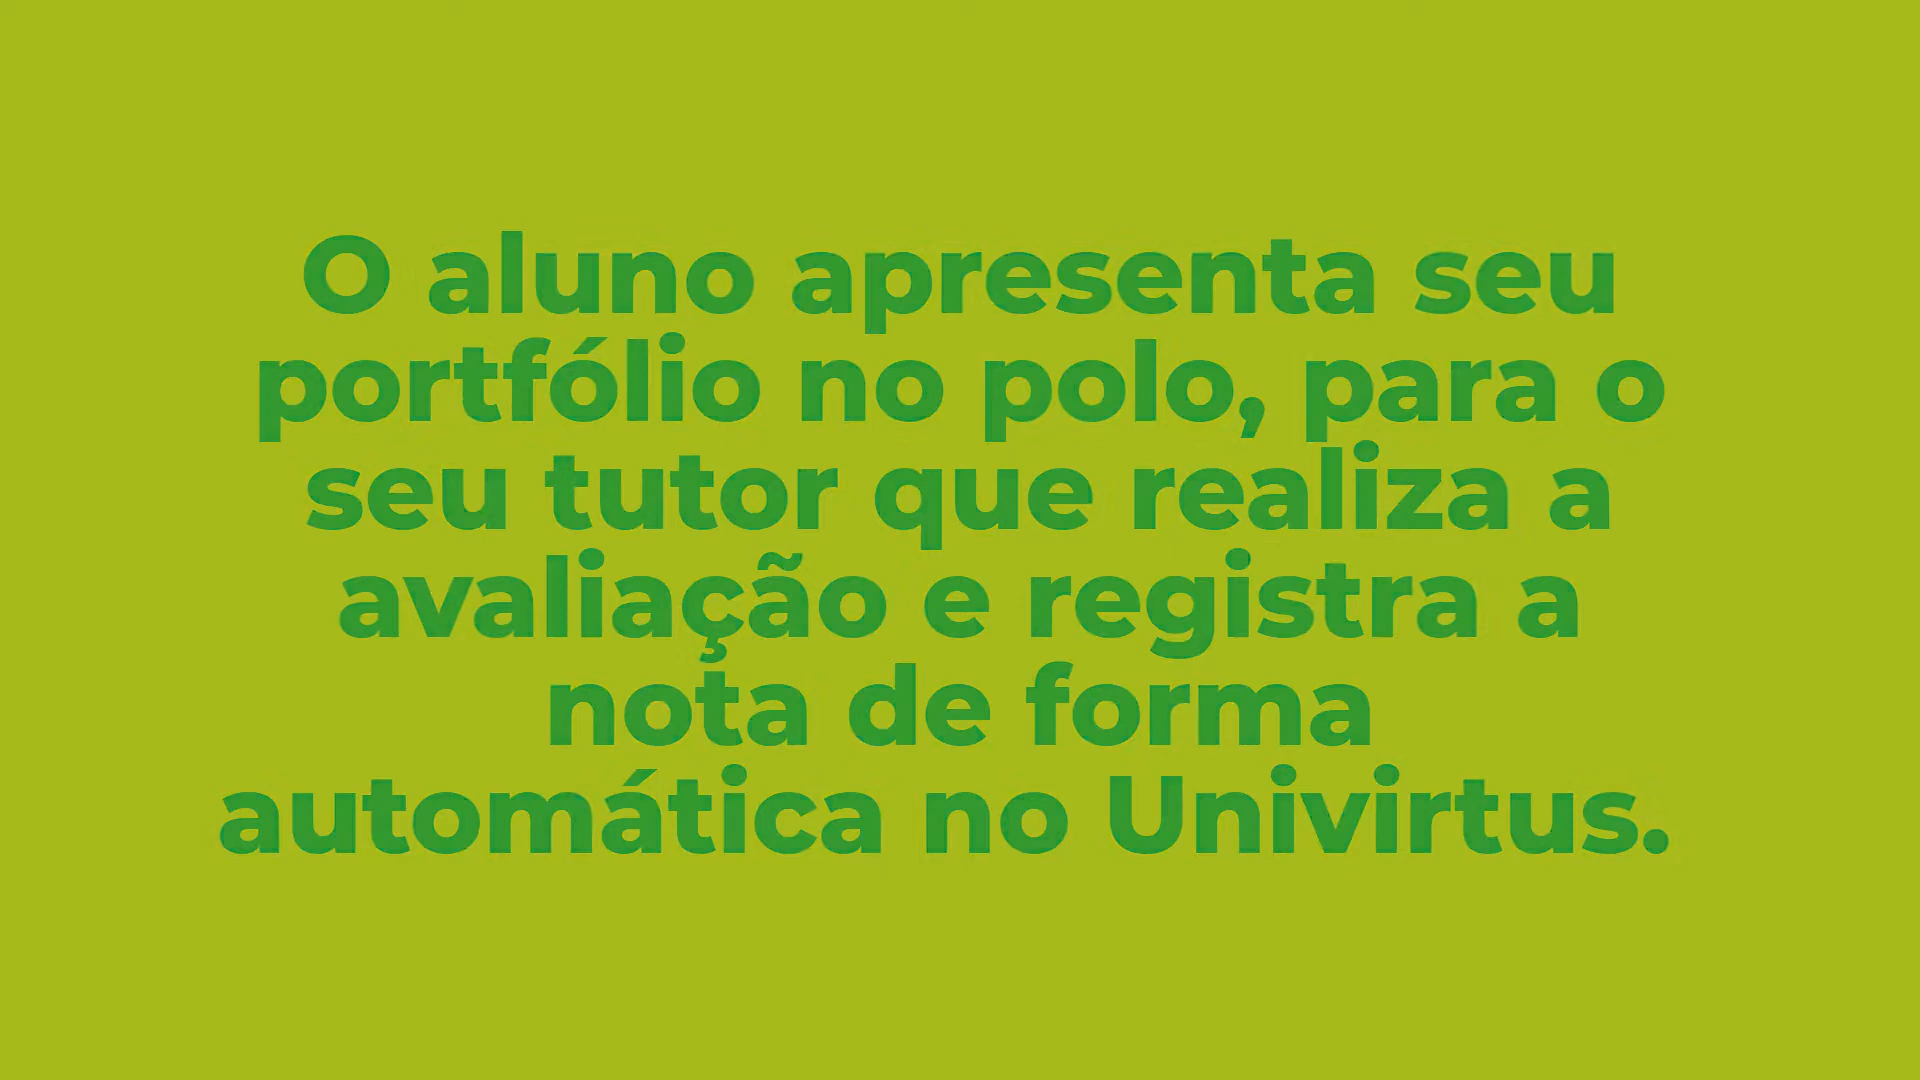 O aluno apresenta seu
portfólio no polo, para o
seu tutor que realiza a
avaliação e registra a
nota de forma
automática no Univirtus.